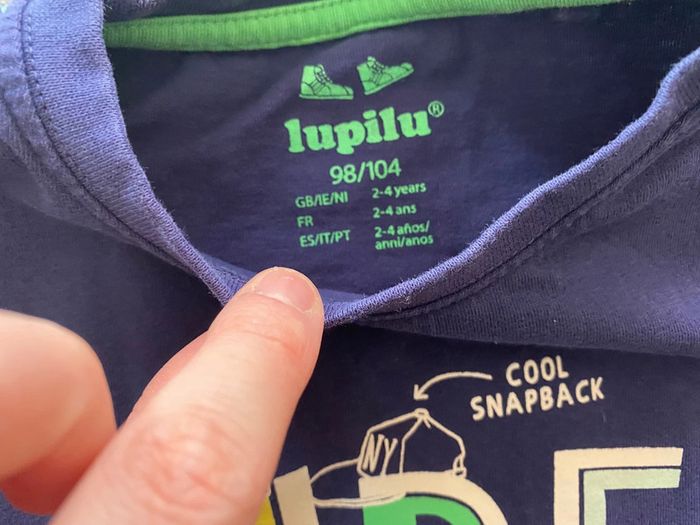 lupilu®
98/104
GB/IE/NI 2-4 years
FR 2-4 ans
ES/IT/PT 2-4 años/
anni/anos
COOL
SNAPBACK
NY